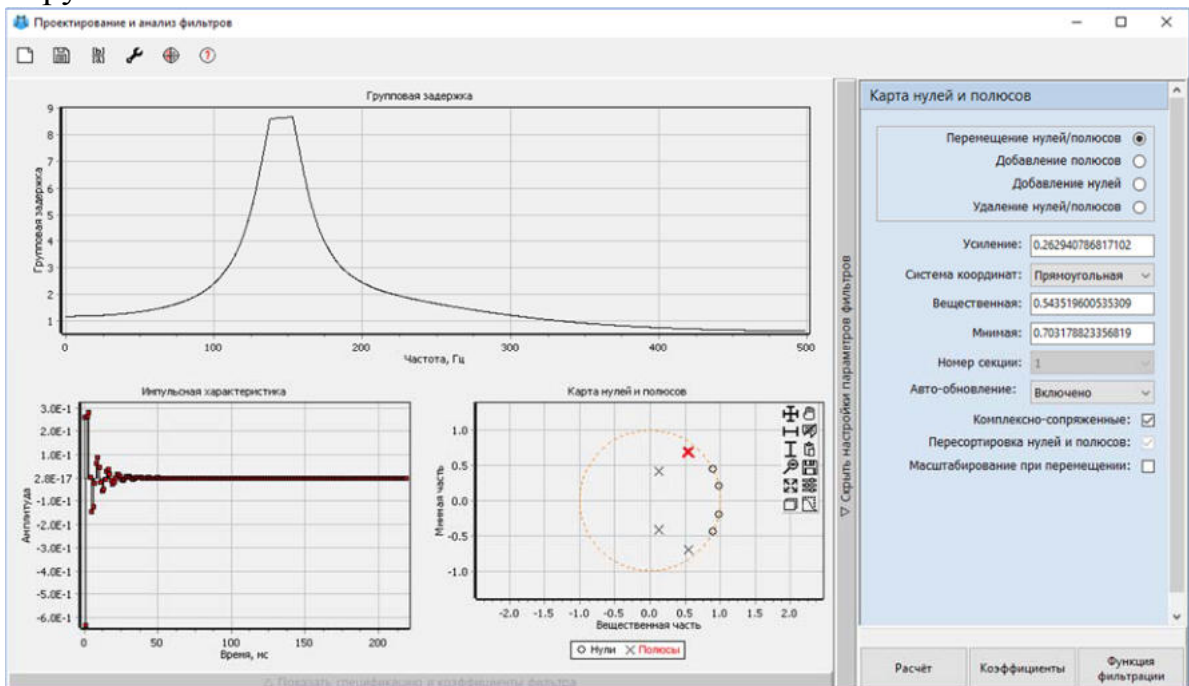 Проектирование и анализ фильтров
Групповая задержка
Групповая задержка
9
8
7
6
5
4
3
2
1
0 100 200 300 400 500
Частота, Гц
Импульсная характеристика
Амплитуда
3.0E-1
2.0E-1
1.0E-1
2.8E-17
-1.0E-1
-2.0E-1
-3.0E-1
-4.0E-1
-5.0E-1
-6.0E-1
0 50 100 150 200
Время, нс
Карта нулей и полюсов
Мнимая часть
1.0
0.5
0.0
-0.5
-1.0
-2.0 -1.5 -1.0 -0.5 0.0 0.5 1.0 1.5 2.0
Вещественная часть
Нули Полюсы
Показать спецификацию и коэффициенты фильтра
Скрыть настройки параметров фильтров
Карта нулей и полюсов
Перемещение нулей/полюсов
Добавление полюсов
Добавление нулей
Удаление нулей/полюсов
Усиление: 0.262940786817102
Система координат: Прямоугольная
Вещественная: 0.543519600535309
Мнимая: 0.703178823356819
Номер секции: 1
Авто-обновление: Включено
Комплексно-сопряженные:
Пересортировка нулей и полюсов:
Масштабирование при перемещении:
Расчёт
Коэффициенты
Функция
фильтрации